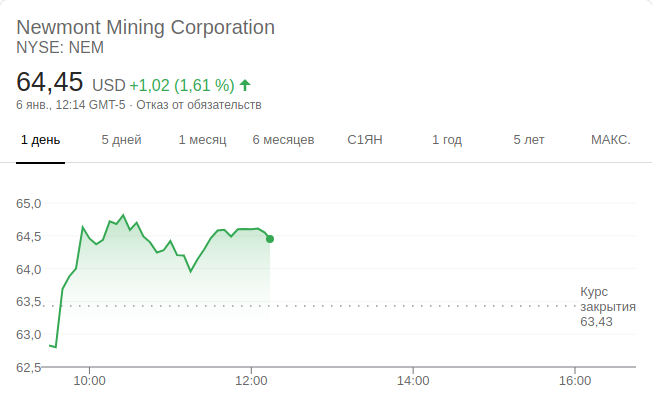 Newmont Mining Corporation
NYSE: NEM
64,45 USD +1,02 (1,61 %)
6 янв., 12:14 GMT-5 · Отказ от обязательств
1 день 5 дней 1 месяц 6 месяцев С1ЯН 1 год 5 лет МАКС.
65,0
64,5
64,0
63,5
63,0
62,5
Курс
закрытия
63,43
10:00 12:00 14:00 16:00